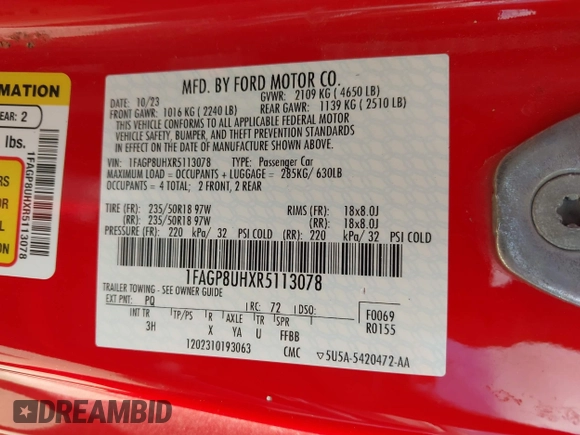 RMATION
EAR: 2
lbs.
RS
OR
ION
1FAGP8UHXR5113078
MFD. BY FORD MOTOR CO.
DATE: 10/23 GVWR: 2109 KG ( 4650 LB)
FRONT GAWR: 1016 KG ( 2240 LB) REAR GAWR: 1139 KG ( 2510 LB)
THIS VEHICLE CONFORMS TO ALL APPLICABLE FEDERAL MOTOR
VEHICLE SAFETY, BUMPER, AND THEFT PREVENTION STANDARDS
IN EFFECT ON THE DATE OF MANUFACTURE SHOWN ABOVE.
VIN: 1FAGP8UHXR5113078 TYPE: Passenger Car
MAXIMUM LOAD = OCCUPANTS + LUGGAGE = 285KG/ 630LB
OCCUPANTS = 4 TOTAL; 2 FRONT, 2 REAR
TIRE (FR): 235/50R18 97W RIMS (FR): 18x8.0J
(RR): 235/50R18 97W (RR): 18x8.0J
PRESSURE (FR): 220 kPa/ 32 PSI COLD (RR) 220 kPa/ 32 PSI COLD
1FAGP8UHXR5113078
TRAILER TOWING - SEE OWNER GUIDE
EXT PNT: PQ RC: 72 DSO: F0069
INT TR TP/PS R AXLE TR SPR R0155
3H X YA U FFBB
1202310193063 CMC ▽5U5A-5420472-AA
DREAMBID